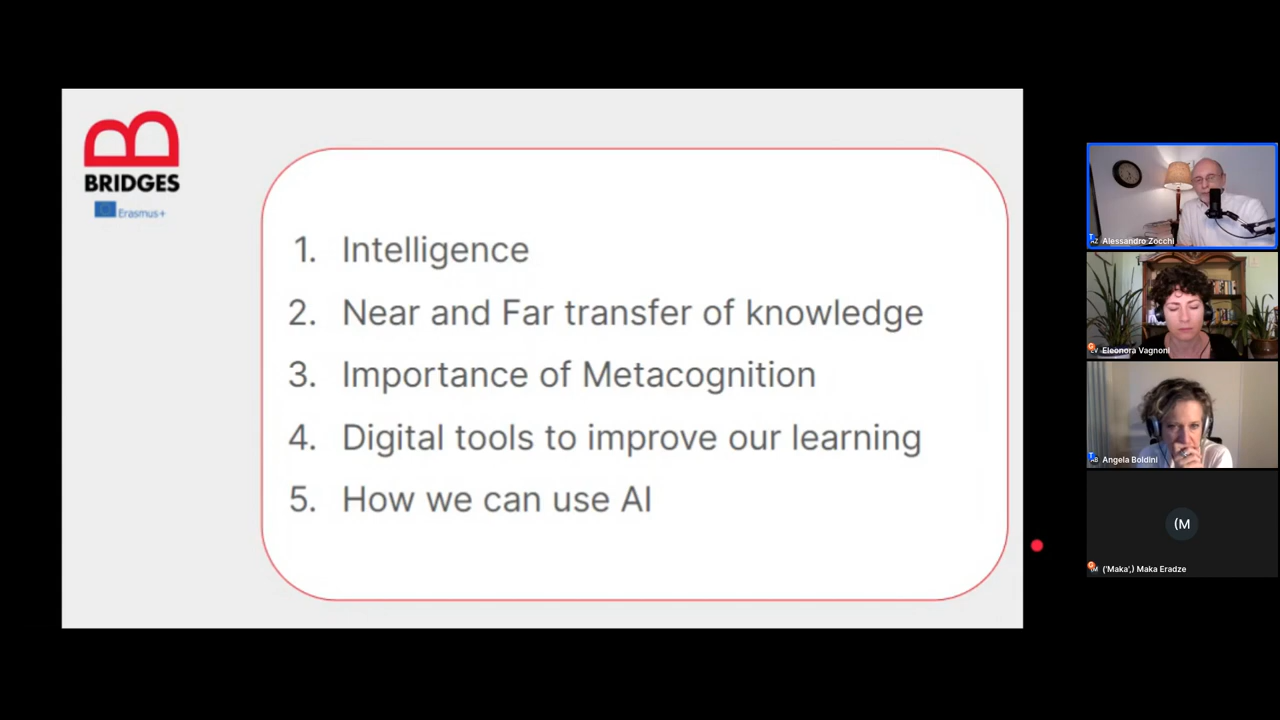 BRIDGES
Erasmus+
1. Intelligence
2. Near and Far transfer of knowledge
3. Importance of Metacognition
4. Digital tools to improve our learning
5. How we can use AI
Alessandro Zocchi
Eleonora Vagnoni
Angela Boldini
(M
('Maka',) Maka Eradze